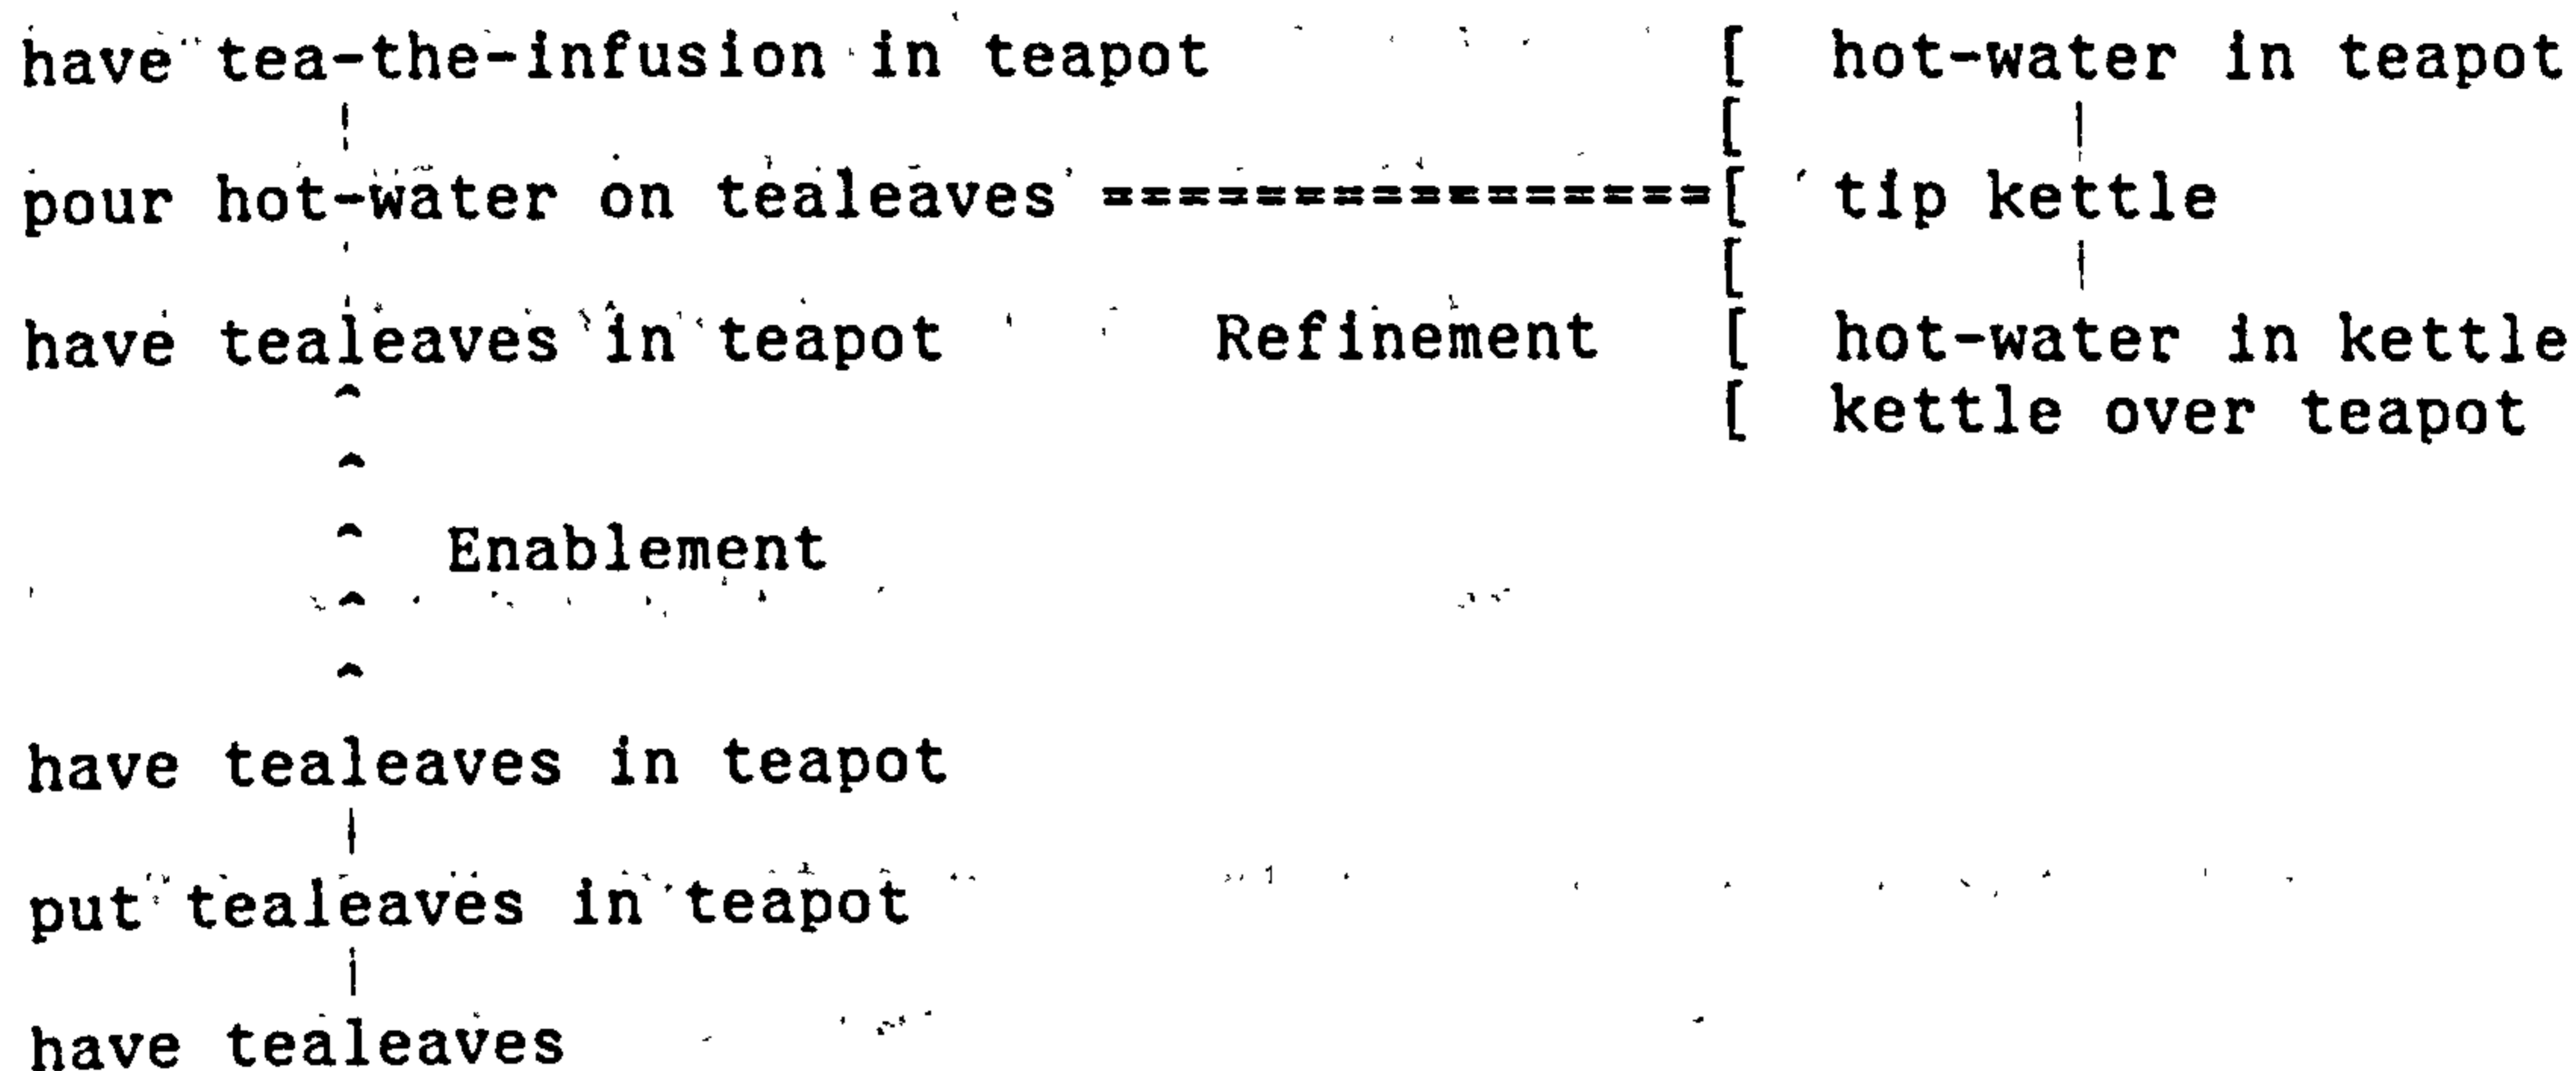 have tea-the-infusion in teapot [ hot-water in teapot
| [ |
pour hot-water on tealeaves ================[ tip kettle
| [ |
have tealeaves in teapot Refinement [ hot-water in kettle
^ [ kettle over teapot
^
^ Enablement
^
^
have tealeaves in teapot
|
put tealeaves in teapot
|
have tealeaves